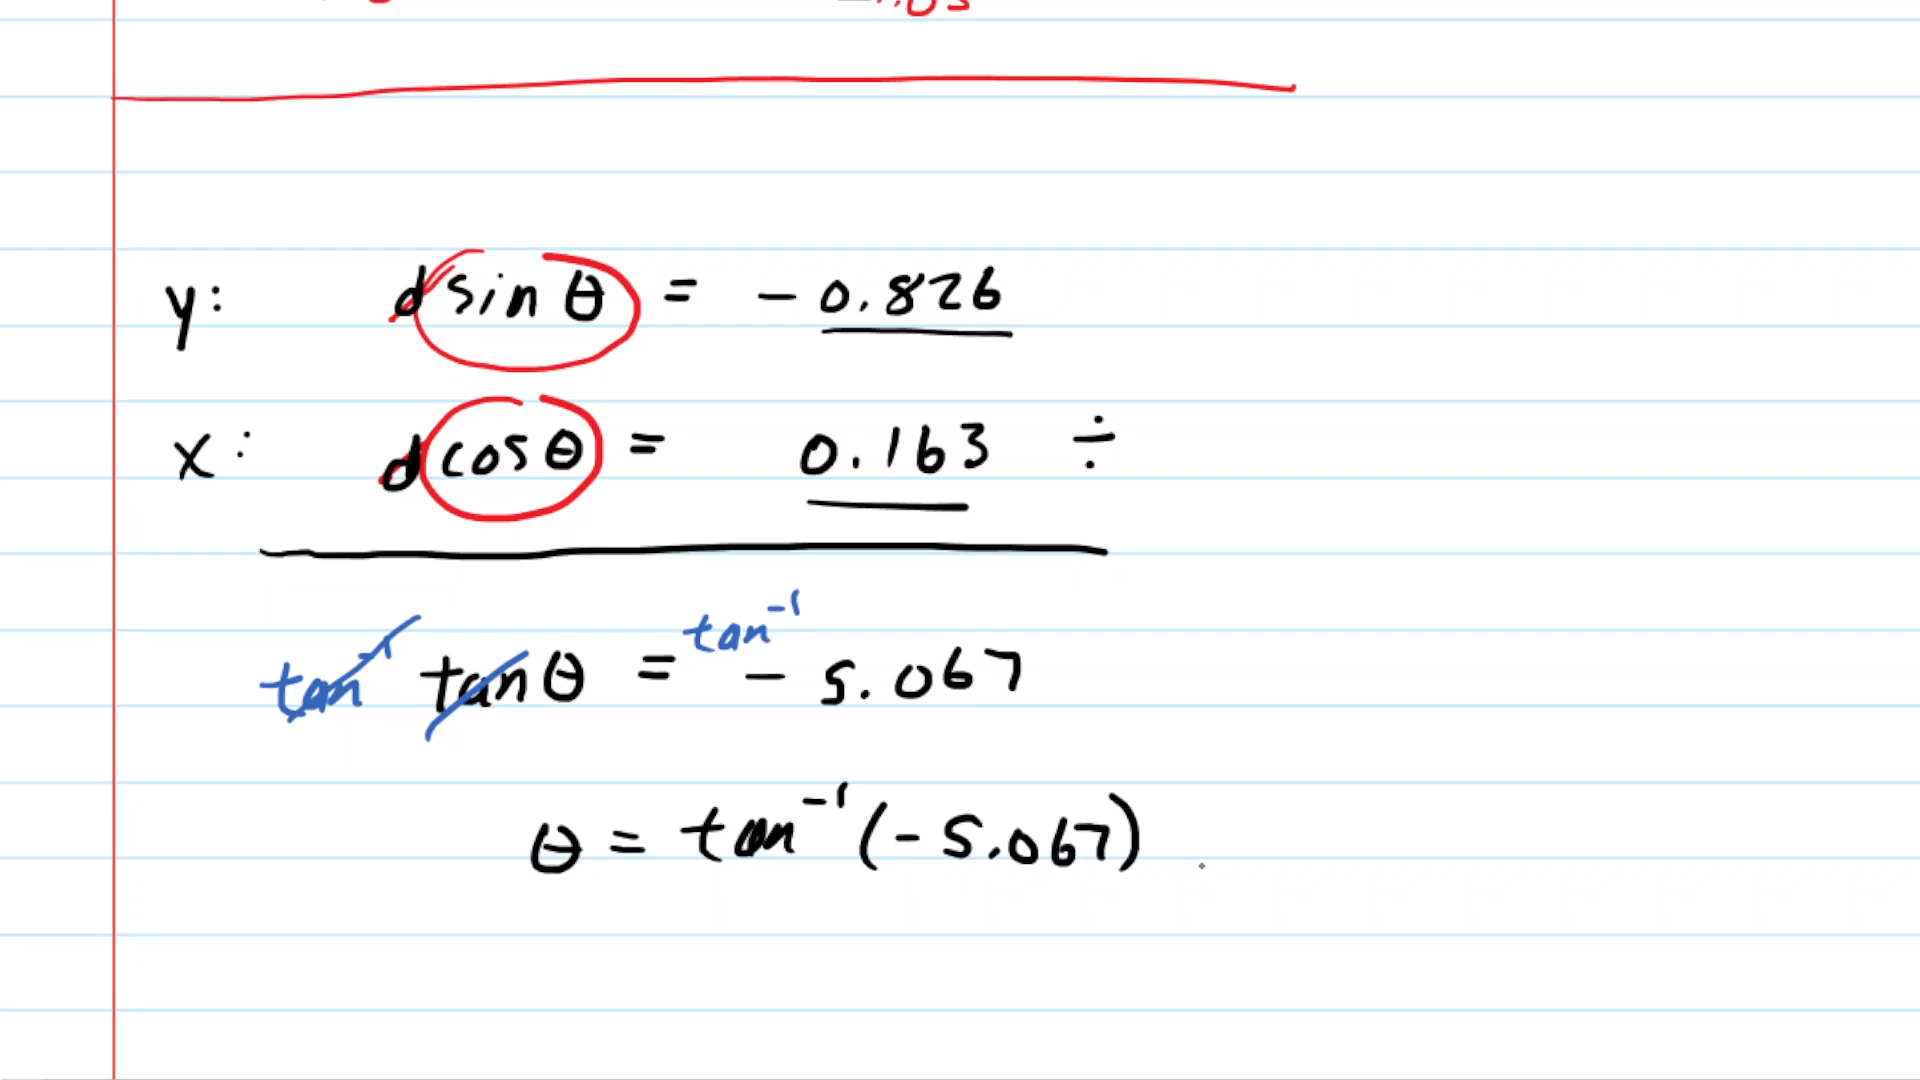 y: d sin θ = - 0.826
x: d cos θ = 0.163 ÷
tan⁻¹ tan θ = tan⁻¹ - 5.067
θ = tan⁻¹ (- 5.067)